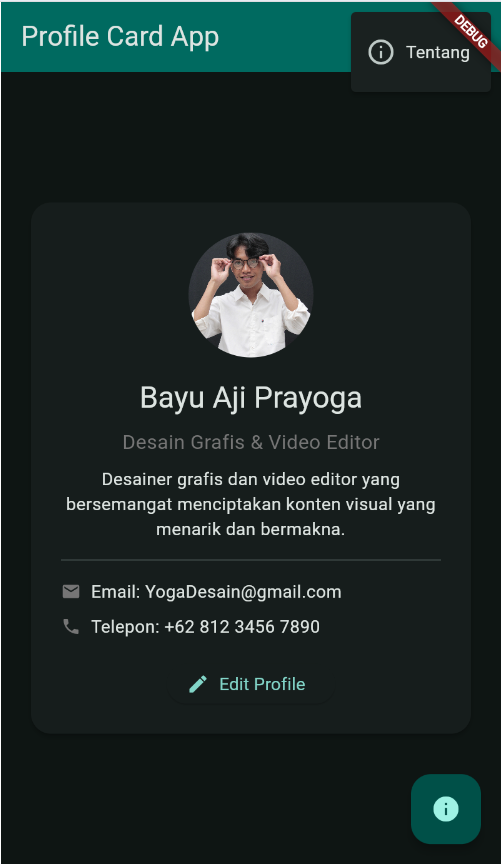 Profile Card App
Tentang
DEBUG
Bayu Aji Prayoga
Desain Grafis & Video Editor
Desainer grafis dan video editor yang
bersemangat menciptakan konten visual yang
menarik dan bermakna.
Email: YogaDesain@gmail.com
Telepon: +62 812 3456 7890
Edit Profile